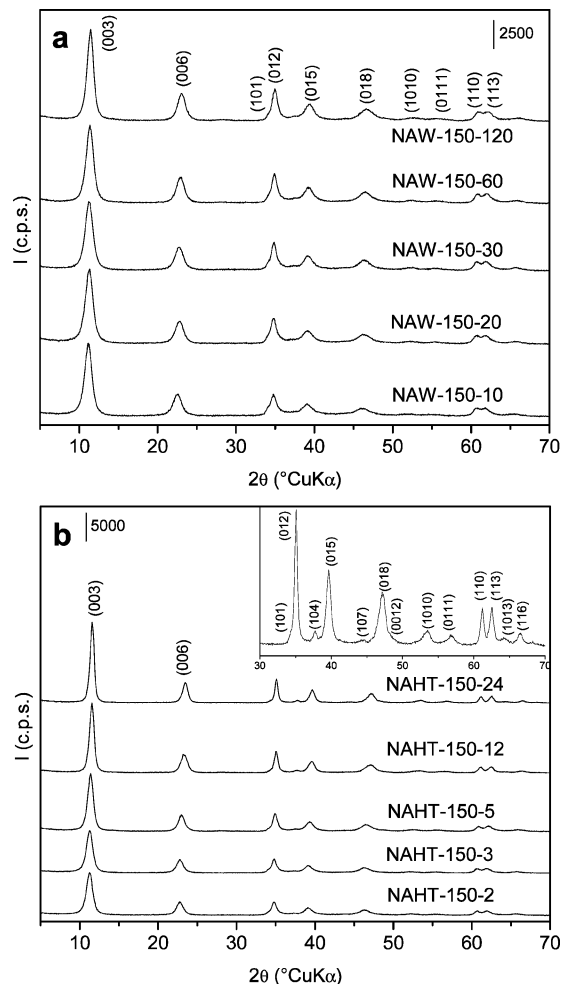 a
2500
(003)
(006)
(101)
(012)
(015)
(018)
(1010)
(0111)
(110)
(113)
NAW-150-120
NAW-150-60
NAW-150-30
NAW-150-20
NAW-150-10
I (c.p.s.)
10 20 30 40 50 60 70
2θ (°CuKα)
b
5000
(003)
(006)
(101)
(012)
(104)
(015)
(107)
(018)
(0012)
(1010)
(0111)
(110)
(113)
(1013)
(116)
30 40 50 60 70
NAHT-150-24
NAHT-150-12
NAHT-150-5
NAHT-150-3
NAHT-150-2
I (c.p.s.)
10 20 30 40 50 60 70
2θ (°CuKα)